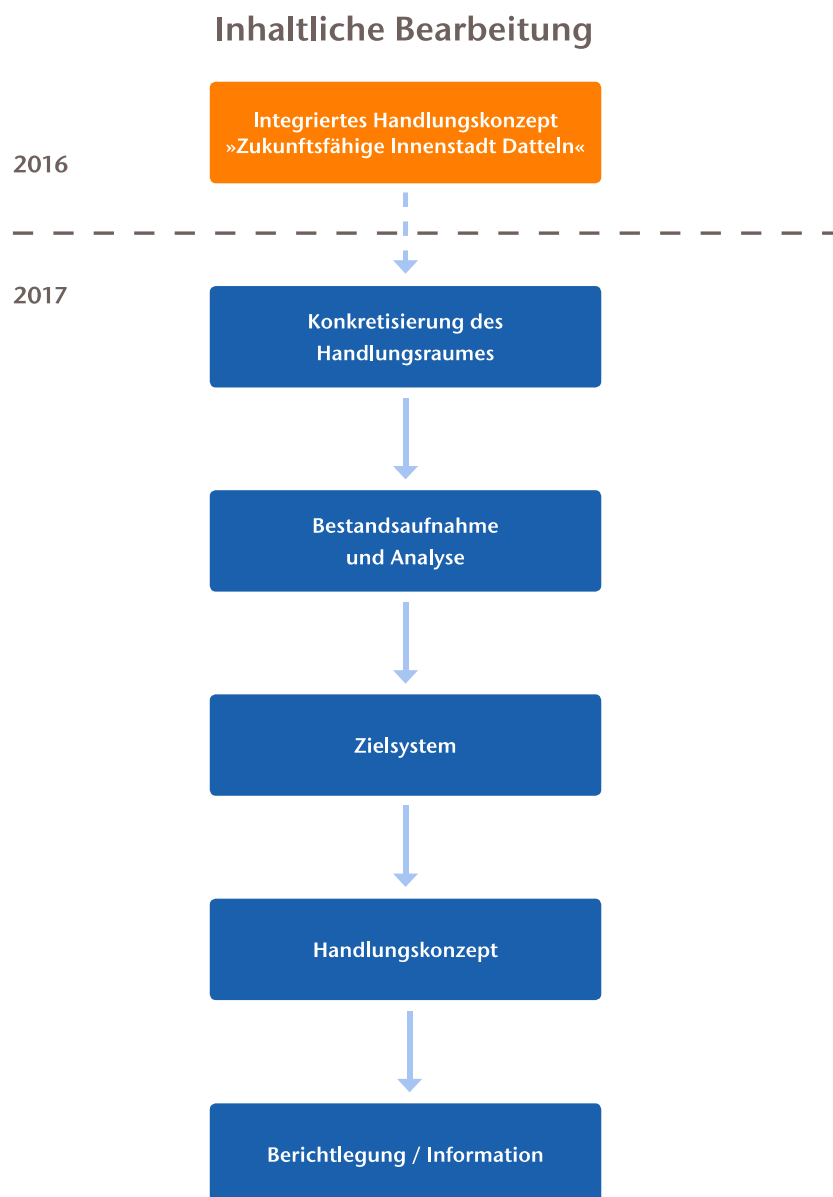 Inhaltliche Bearbeitung
Integriertes Handlungskonzept
»Zukunftsfähige Innenstadt Datteln«
2016
2017
Konkretisierung des
Handlungsraumes
Bestandsaufnahme
und Analyse
Zielsystem
Handlungskonzept
Berichtlegung / Information